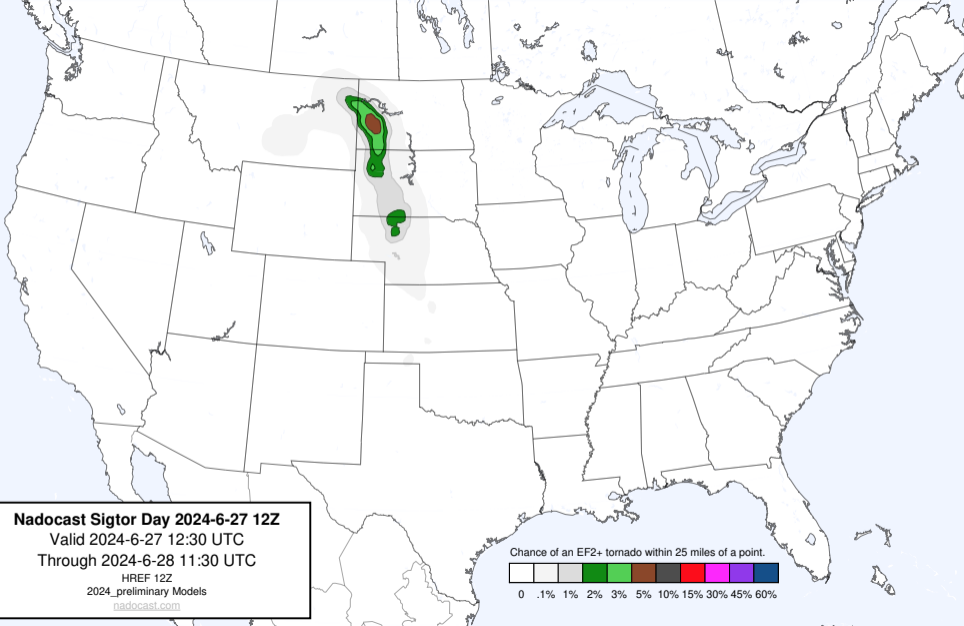 Nadocast Sigtor Day 2024-6-27 12Z
Valid 2024-6-27 12:30 UTC
Through 2024-6-28 11:30 UTC
HREF 12Z
2024_preliminary Models
nadocast.com
Chance of an EF2+ tornado within 25 miles of a point.
0 .1% 1% 2% 3% 5% 10% 15% 30% 45% 60%